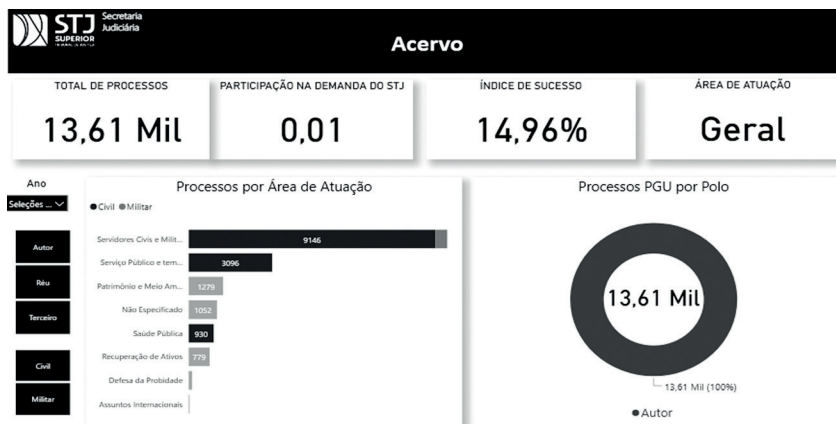 STJ
SUPERIOR
Secretaria
Judiciária
Acervo
TOTAL DE PROCESSOS
13,61 Mil
PARTICIPAÇÃO NA DEMANDA DO STJ
0,01
ÍNDICE DE SUCESSO
14,96%
ÁREA DE ATUAÇÃO
Geral
Ano
Seleções ...
Autor
Réu
Terceiro
Civil
Militar
Processos por Área de Atuação
Civil Militar
Servidores Civis e Milit... 9146
Serviço Público e tem... 3096
Patrimônio e Meio Am... 1279
Não Especificado 1052
Saúde Pública 930
Recuperação de Ativos 779
Defesa da Probidade
Assuntos Internacionais
Processos PGU por Polo
13,61 Mil
13,61 Mil (100%)
Autor